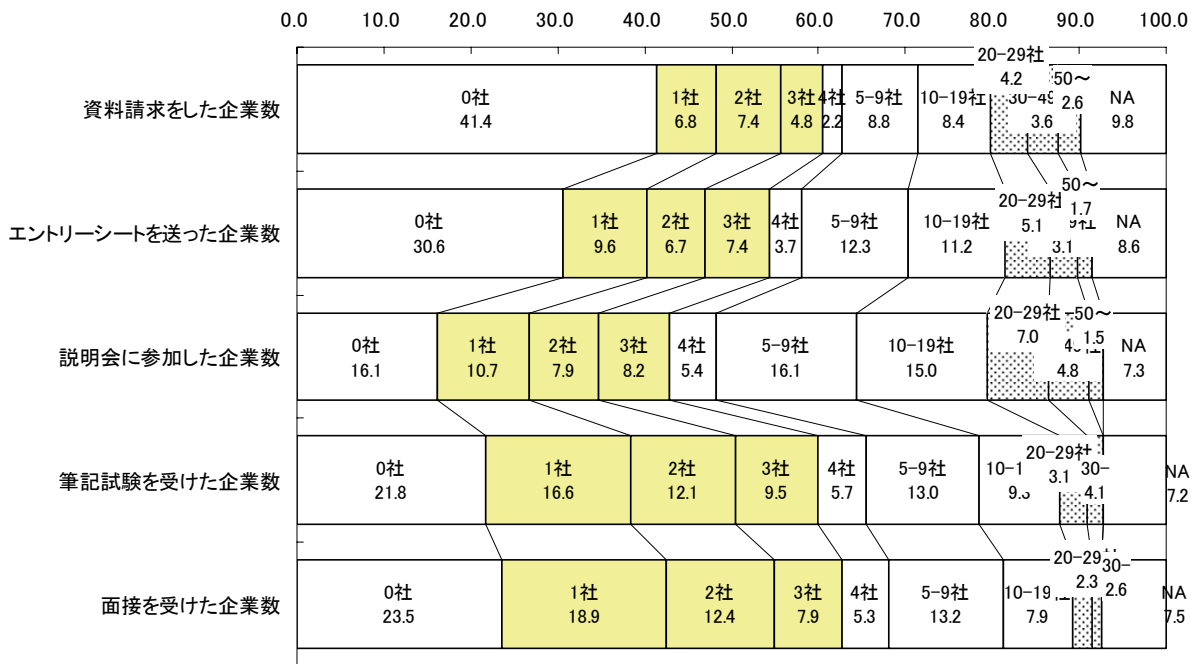 0.0 10.0 20.0 30.0 40.0 50.0 60.0 70.0 80.0 90.0 100.0
資料請求をした企業数
0社 1社 2社 3社 4社 5-9社 10-19社 20-29社 30-49 50～ NA
41.4 6.8 7.4 4.8 2.2 8.8 8.4 4.2 3.6 2.6 9.8
エントリーシートを送った企業数
0社 1社 2社 3社 4社 5-9社 10-19社 20-29社 50～ NA
30.6 9.6 6.7 7.4 3.7 12.3 11.2 5.1 3.1 1.7 8.6
説明会に参加した企業数
0社 1社 2社 3社 4社 5-9社 10-19社 20-29社 50～ NA
16.1 10.7 7.9 8.2 5.4 16.1 15.0 7.0 4.8 1.5 7.3
筆記試験を受けた企業数
0社 1社 2社 3社 4社 5-9社 10-1 20-29社 30- NA
21.8 16.6 12.1 9.5 5.7 13.0 3.1 4.1 7.2
面接を受けた企業数
0社 1社 2社 3社 4社 5-9社 10-19 20-29 30- NA
23.5 18.9 12.4 7.9 5.3 13.2 7.9 2.3 2.6 7.5